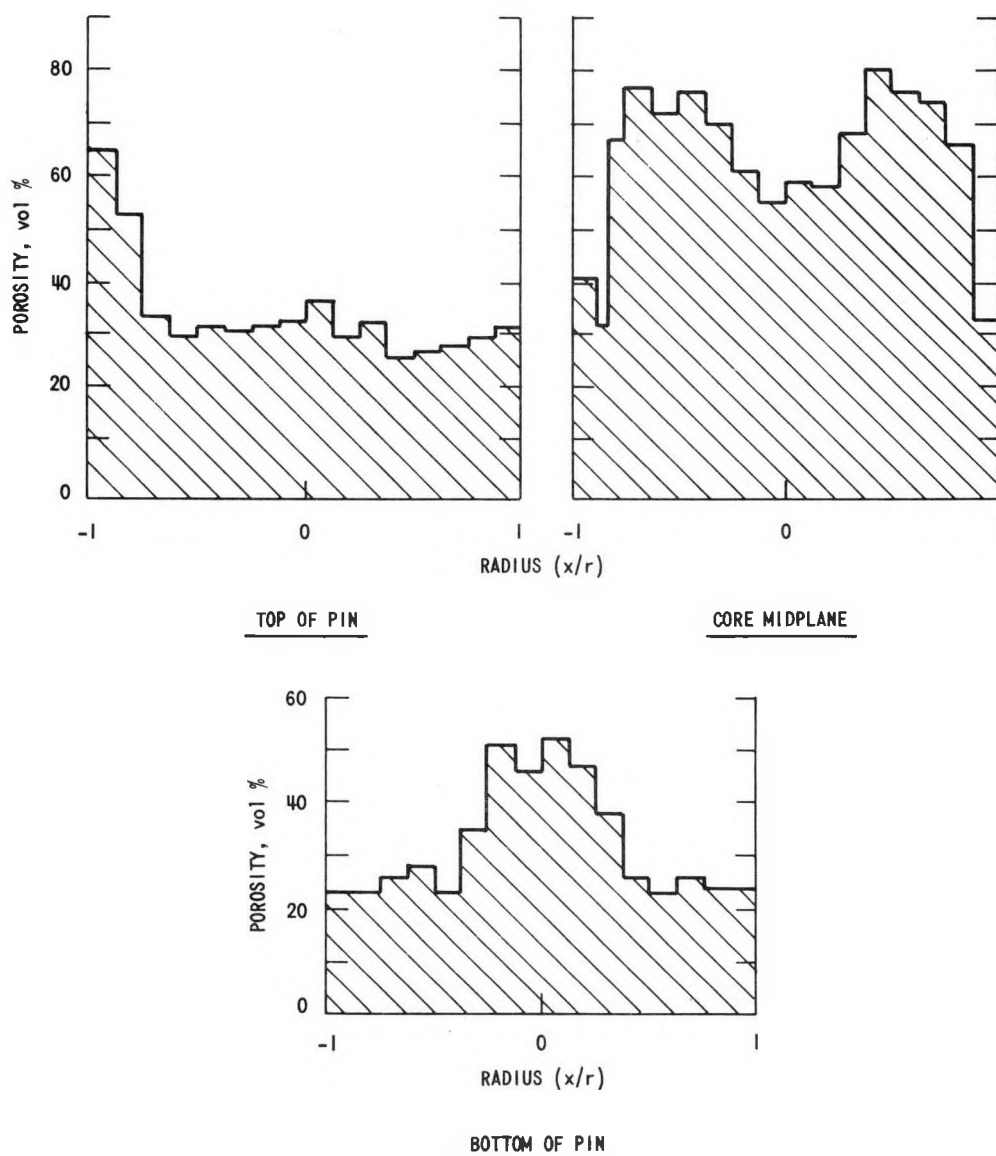 80
60
40
20
0
POROSITY, vol %
-1
0
1
-1
0
RADIUS (x/r)
TOP OF PIN
CORE MIDPLANE
60
40
20
0
POROSITY, vol %
-1
0
1
RADIUS (x/r)
BOTTOM OF PIN